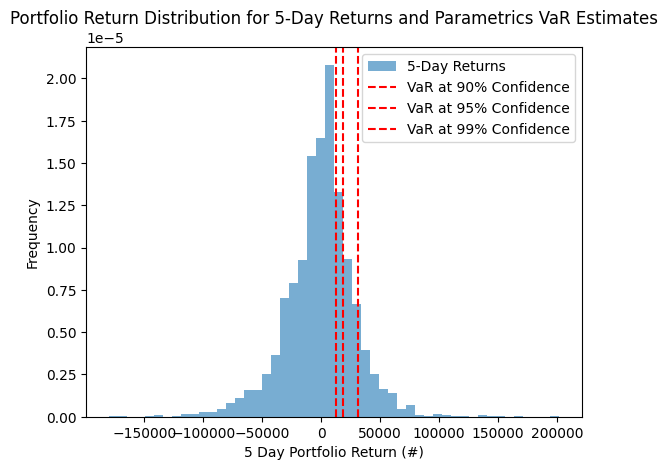 Portfolio Return Distribution for 5-Day Returns and Parametrics VaR Estimates
1e−5
5-Day Returns
VaR at 90% Confidence
VaR at 95% Confidence
VaR at 99% Confidence
2.00
1.75
1.50
1.25
1.00
0.75
0.50
0.25
0.00
Frequency
−150000 −100000 −50000 0 50000 100000 150000 200000
5 Day Portfolio Return (#)